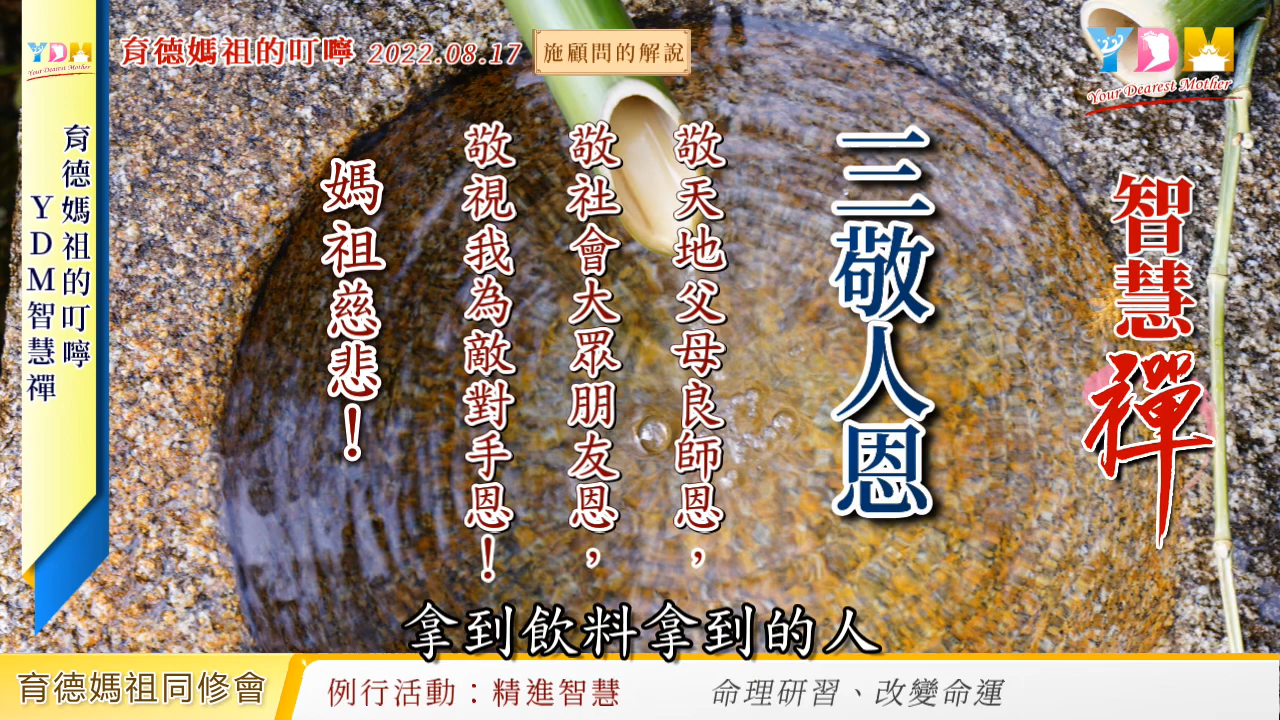 YDM
Your Dearest Mother
育德媽祖的叮嚀
YDM智慧禪
育德媽祖的叮嚀 2022.08.17
施顧問的解說
YDM
Your Dearest Mother
智慧禪
三敬人恩
敬天地父母良師恩，
敬社會大眾朋友恩，
敬視我為敵對手恩！
媽祖慈悲！
拿到飲料拿到的人
育德媽祖同修會
例行活動：精進智慧
命理研習、改變命運